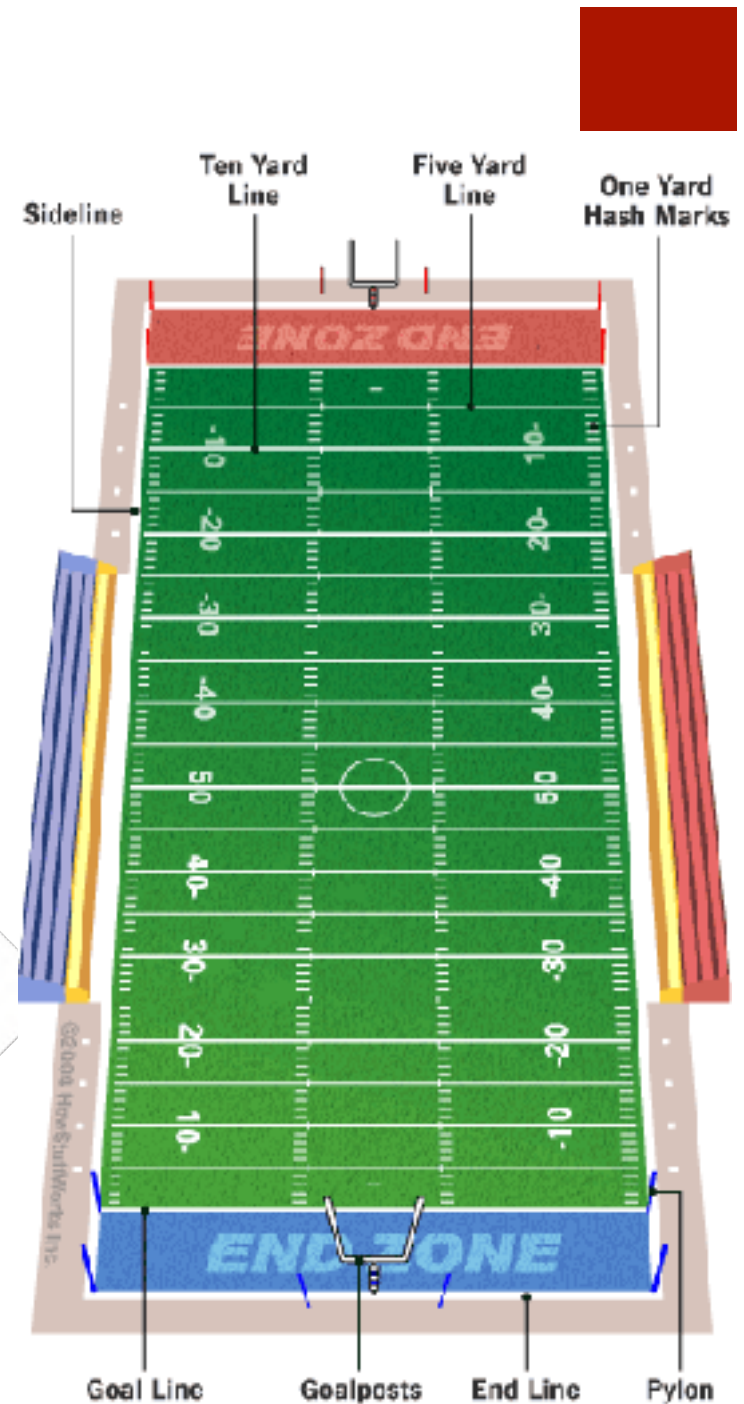 Ten Yard
Line
Five Yard
Line
One Yard
Hash Marks
Sideline
END ZONE
-10
10-
-20
20-
-30
30-
-40
40-
50
50
40-
-40
30-
-30
20-
-20
10-
-10
END ZONE
©2000 HowStuffWorks Inc.
Goal Line
Goalposts
End Line
Pylon